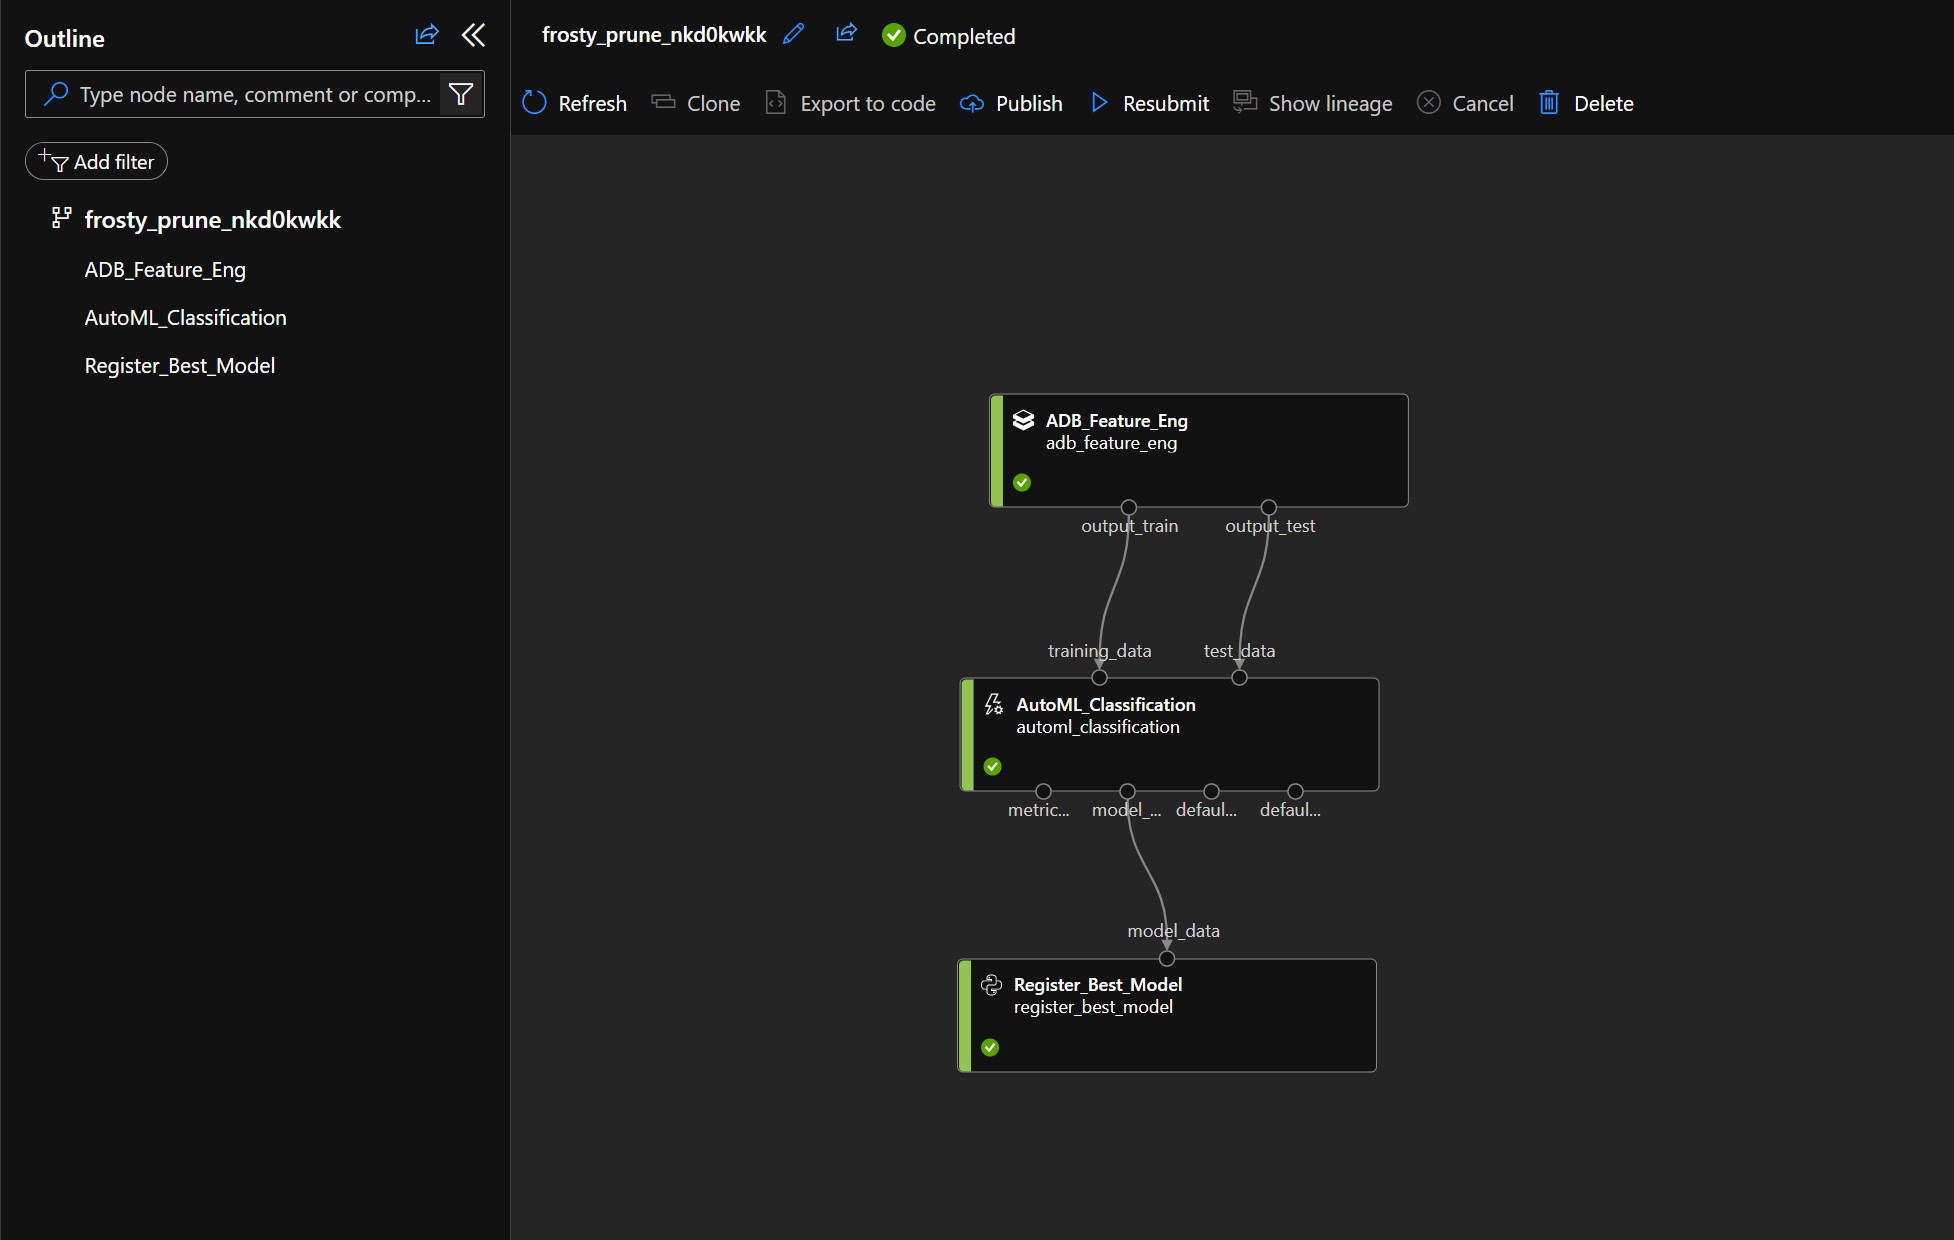 Outline
Type node name, comment or comp...
Add filter
frosty_prune_nkd0kwkk
ADB_Feature_Eng
AutoML_Classification
Register_Best_Model
frosty_prune_nkd0kwkk Completed
Refresh Clone Export to code Publish Resubmit Show lineage Cancel Delete
ADB_Feature_Eng
adb_feature_eng
output_train output_test
training_data test_data
AutoML_Classification
automl_classification
metric... model_... defaul... defaul...
model_data
Register_Best_Model
register_best_model